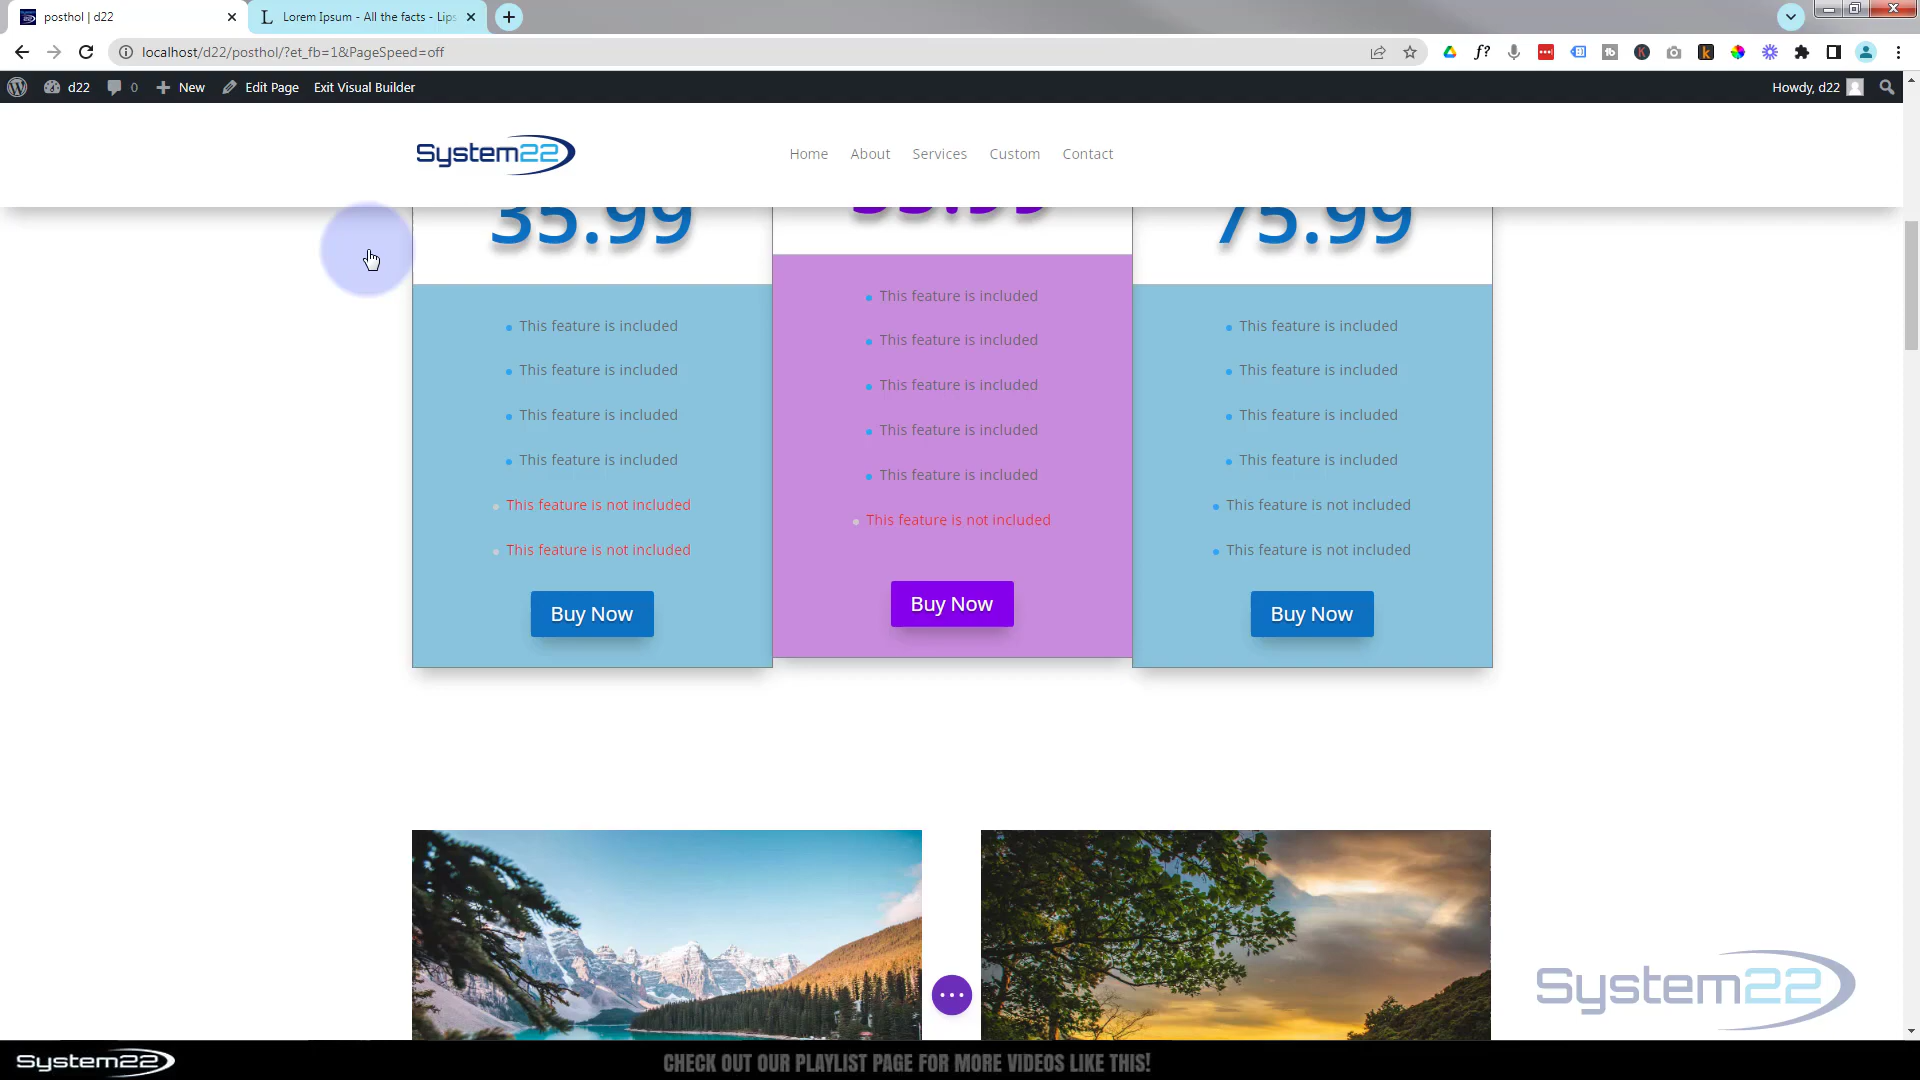 posthol | d22
Lorem Ipsum - All the facts - Lips
localhost/d22/posthol/?et_fb=1&PageSpeed=off
d22 0 New Edit Page Exit Visual Builder Howdy, d22
System22 Home About Services Custom Contact
35.99 75.99
This feature is included
This feature is included
This feature is included
This feature is included
This feature is not included
This feature is not included
Buy Now
This feature is included
This feature is included
This feature is included
This feature is included
This feature is included
This feature is not included
Buy Now
This feature is included
This feature is included
This feature is included
This feature is included
This feature is not included
This feature is not included
Buy Now
System22
System22 CHECK OUT OUR PLAYLIST PAGE FOR MORE VIDEOS LIKE THIS!